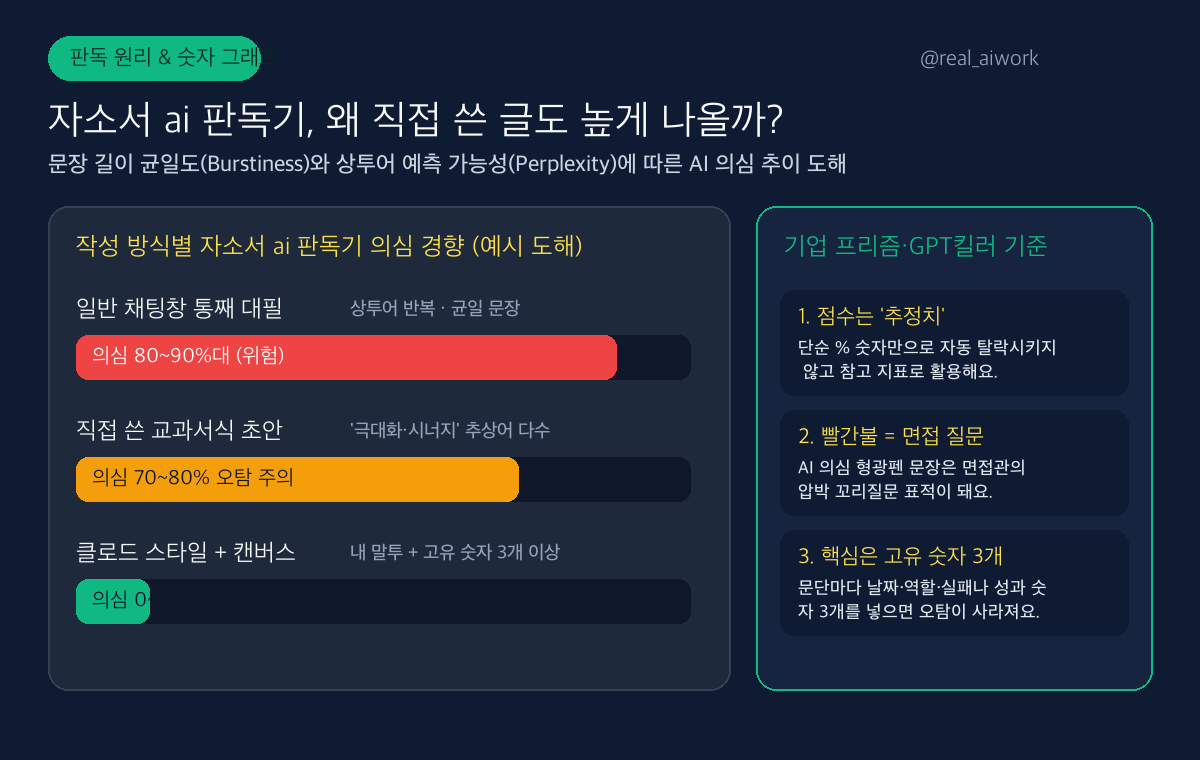 판독 원리 & 숫자 그래
@real_aiwork
자소서 ai 판독기, 왜 직접 쓴 글도 높게 나올까?
문장 길이 균일도(Burstiness)와 상투어 예측 가능성(Perplexity)에 따른 AI 의심 추이 도해
작성 방식별 자소서 ai 판독기 의심 경향 (예시 도해)
일반 채팅창 통째 대필
상투어 반복 · 균일 문장
의심 80~90%대 (위험)
직접 쓴 교과서식 초안
'극대화·시너지' 추상어 다수
의심 70~80% 오탐 주의
클로드 스타일 + 캔버스
내 말투 + 고유 숫자 3개 이상
의심 0
기업 프리즘·GPT킬러 기준
1. 점수는 '추정치'
단순 % 숫자만으로 자동 탈락시키지
않고 참고 지표로 활용해요.
2. 빨간불 = 면접 질문
AI 의심 형광펜 문장은 면접관의
압박 꼬리질문 표적이 돼요.
3. 핵심은 고유 숫자 3개
문단마다 날짜·역할·실패나 성과 숫
자 3개를 넣으면 오탐이 사라져요.